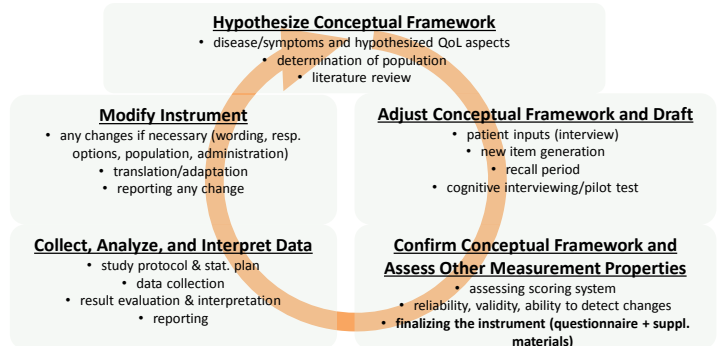 Hypothesize Conceptual Framework
• disease/symptoms and hypothesized QoL aspects
• determination of population
• literature review
Modify Instrument
• any changes if necessary (wording, resp.
options, population, administration)
• translation/adaptation
• reporting any change
Adjust Conceptual Framework and Draft
• patient inputs (interview)
• new item generation
• recall period
• cognitive interviewing/pilot test
Collect, Analyze, and Interpret Data
• study protocol & stat. plan
• data collection
• result evaluation & interpretation
• reporting
Confirm Conceptual Framework and
Assess Other Measurement Properties
• assessing scoring system
• reliability, validity, ability to detect changes
• finalizing the instrument (questionnaire + suppl.
materials)